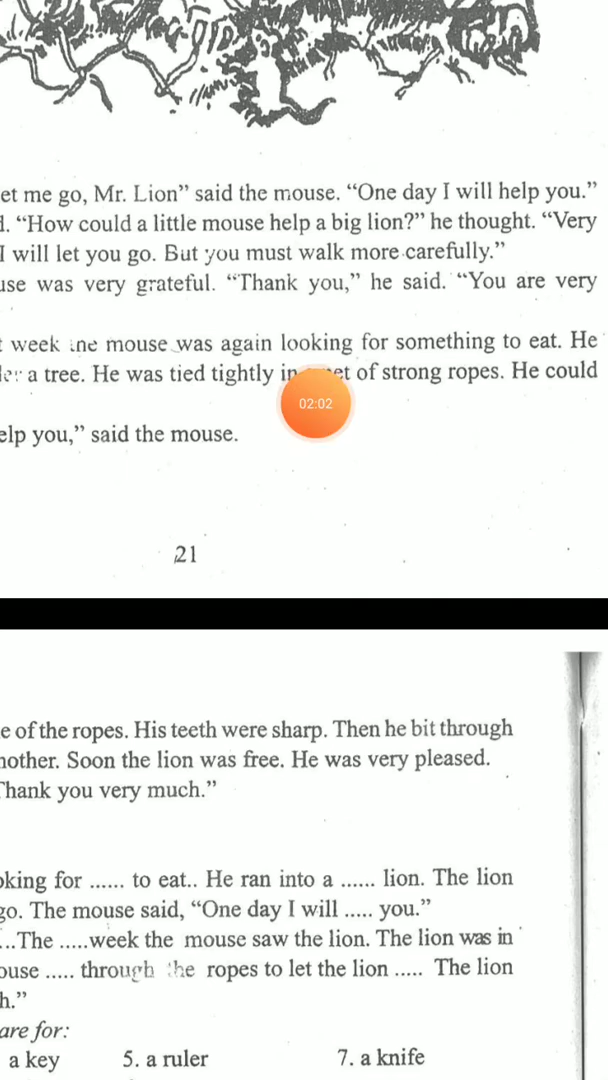 et me go, Mr. Lion” said the mouse. “One day I will help you.”
“How could a little mouse help a big lion?” he thought. “Very
I will let you go. But you must walk more carefully.”
use was very grateful. “Thank you,” he said. “You are very
week the mouse was again looking for something to eat. He
a tree. He was tied tightly in et of strong ropes. He could
02:02
elp you,” said the mouse.
21
e of the ropes. His teeth were sharp. Then he bit through
nother. Soon the lion was free. He was very pleased.
Thank you very much.”
oking for ...... to eat.. He ran into a ...... lion. The lion
go. The mouse said, “One day I will ..... you.”
...The .....week the mouse saw the lion. The lion was in
ouse ..... through the ropes to let the lion ..... The lion
h.”
are for:
a key 5. a ruler 7. a knife